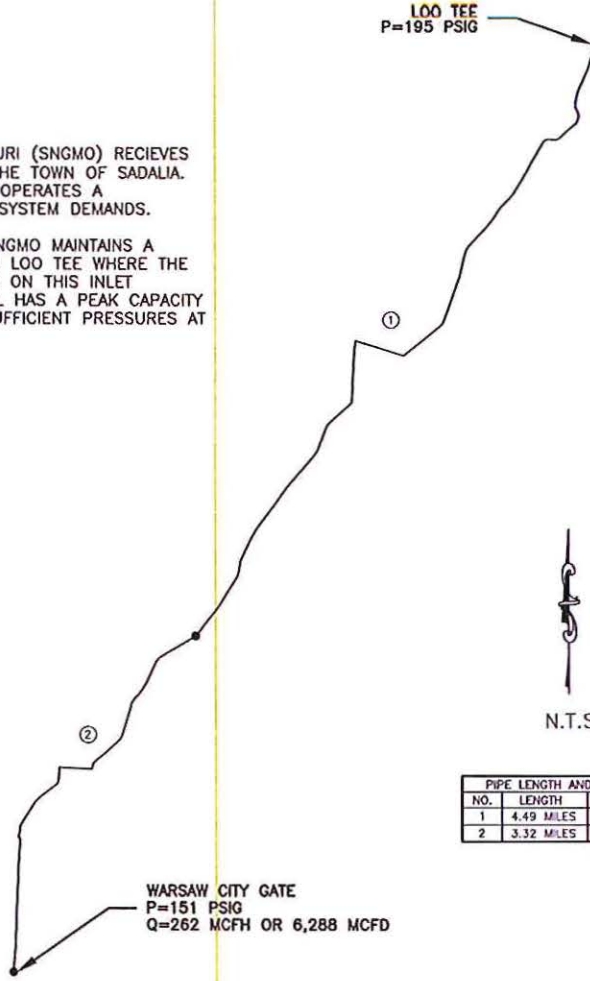 LOO TEE
P=195 PSIG
URI (SNGMO) RECIEVES
HE TOWN OF SADALIA.
OPERATES A
SYSTEM DEMANDS.
NGMO MAINTAINS A
LOO TEE WHERE THE
ON THIS INLET
HAS A PEAK CAPACITY
UFFICIENT PRESSURES AT
①
②
N.T.S
PIPE LENGTH AND
NO. LENGTH
1 4.49 MILES
2 3.32 MILES
WARSAW CITY GATE
P=151 PSIG
Q=262 MCFH OR 6,288 MCFD